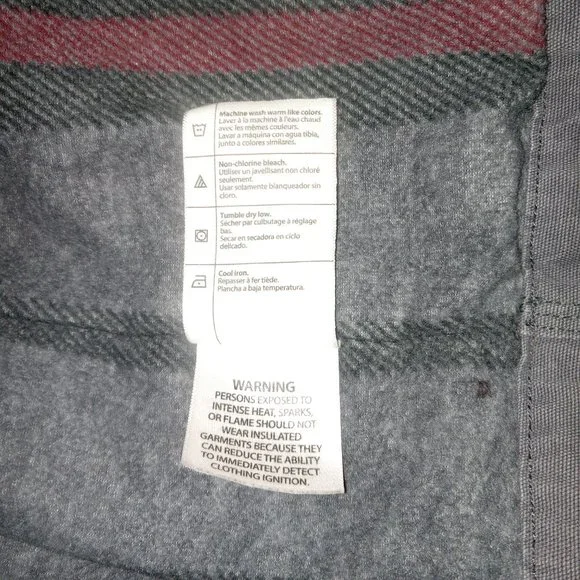 Machine wash warm like colors.
Laver à la machine à l'eau chaud
avec les mêmes couleurs.
Lavar a máquina con agua tibia,
junto a colores similares.
Non-chlorine bleach.
Utiliser un javellisant non chloré
seulement.
Usar solamente blanqueador sin
cloro.
Tumble dry low.
Sécher par culbutage à réglage
bas.
Secar en secadora en ciclo
delicado.
Cool iron.
Repasser à fer tiède.
Plancha a baja temperatura.
WARNING
PERSONS EXPOSED TO
INTENSE HEAT, SPARKS,
OR FLAME SHOULD NOT
WEAR INSULATED
GARMENTS BECAUSE THEY
CAN REDUCE THE ABILITY
TO IMMEDIATELY DETECT
CLOTHING IGNITION.